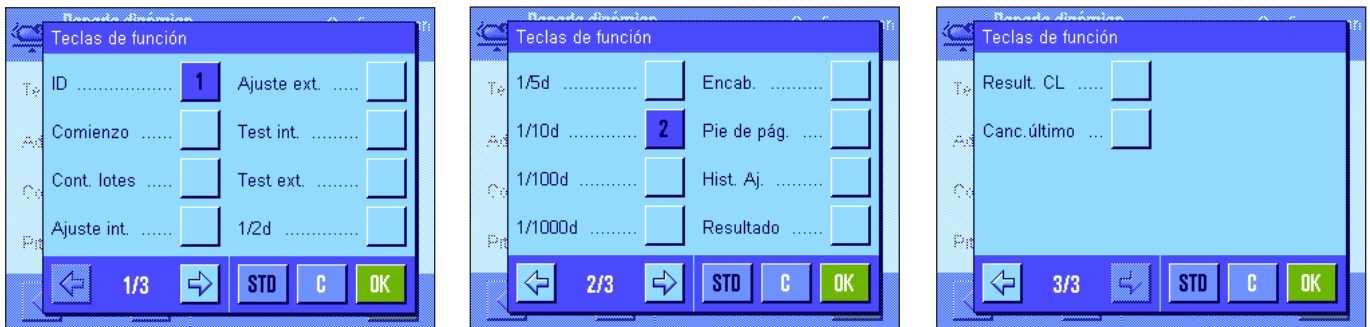 Teclas de función
ID .................. 1 Ajuste ext. .....
Comienzo ...... Test int. ..........
Cont. lotes ..... Test ext. ........
Ajuste int. ...... 1/2d ..............
1/3 STD C OK
Teclas de función
1/5d .............. Encab. ...........
1/10d ............ 2 Pie de pág. ....
1/100d ........... Hist. Aj. .........
1/1000d ......... Resultado ......
2/3 STD C OK
Teclas de función
Result. CL .....
Canc.último ...
3/3 STD C OK